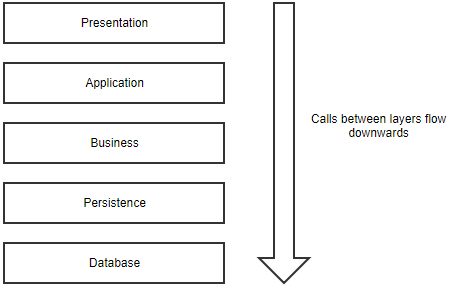 Presentation
Application
Business
Persistence
Database
Calls between layers flow
downwards